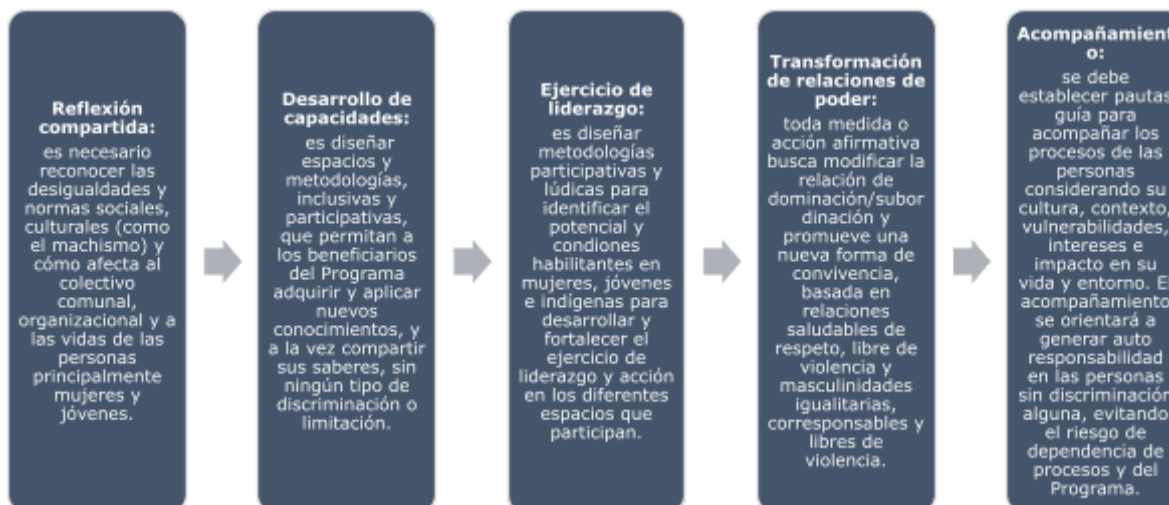 Reflexión
compartida:
es necesario
reconocer las
desigualdades y
normas sociales,
culturales (como
el machismo) y
cómo afecta al
colectivo
comunal,
organizacional y a
las vidas de las
personas
principalmente
mujeres y
jóvenes.
Desarrollo de
capacidades:
es diseñar
espacios y
metodologías,
inclusivas y
participativas,
que permitan a
los beneficiarios
del Programa
adquirir y aplicar
nuevos
conocimientos, y
a la vez compartir
sus saberes, sin
ningún tipo de
discriminación o
limitación.
Ejercicio de
liderazgo:
es diseñar
metodologías
participativas y
lúdicas para
identificar el
potencial y
condiones
habilitantes en
mujeres, jóvenes
e indígenas para
desarrollar y
fortalecer el
ejercicio de
liderazgo y acción
en los diferentes
espacios que
participan.
Transformación
de relaciones de
poder:
toda medida o
acción afirmativa
busca modificar la
relación de
dominación/subor
dinación y
promueve una
nueva forma de
convivencia,
basada en
relaciones
saludables de
respeto, libre de
violencia y
masculinidades
igualitarias,
corresponsables y
libres de
violencia.
Acompañamient
o:
se debe
establecer pautas
guía para
acompañar los
procesos de las
personas
considerando su
cultura, contexto,
vulnerabilidades,
intereses e
impacto en su
vida y entorno. El
acompañamiento
se orientará a
generar auto
responsabilidad
en las personas
sin discriminación
alguna, evitando
el riesgo de
dependencia de
procesos y del
Programa.